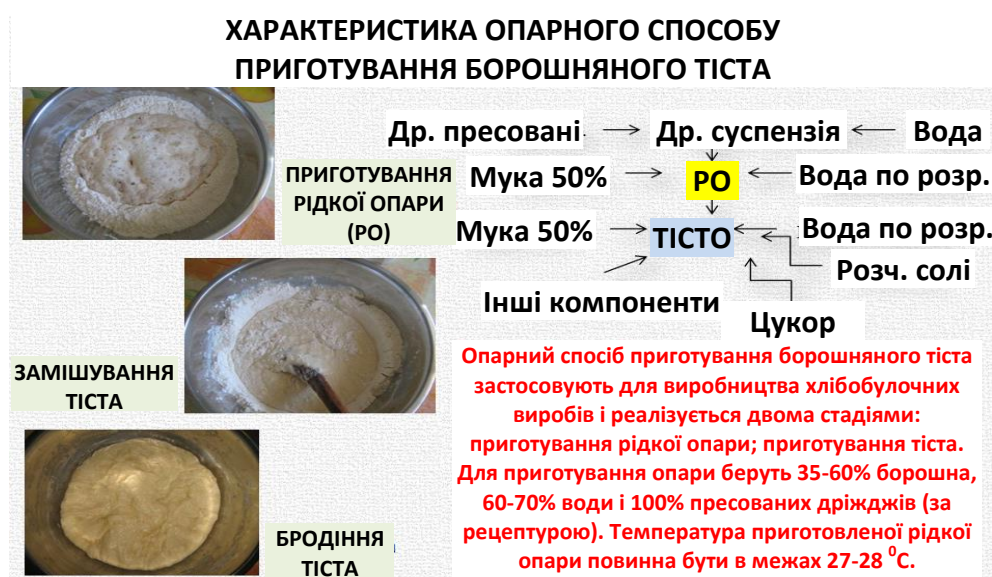 ХАРАКТЕРИСТИКА ОПАРНОГО СПОСОБУ
ПРИГОТУВАННЯ БОРОШНЯНОГО ТІСТА
Др. пресовані
Др. суспензія
Вода
ПРИГОТУВАННЯ
РІДКОЇ ОПАРИ
(РО)
Мука 50%
РО
Вода по розр.
Мука 50%
ТІСТО
Вода по розр.
Розч. солі
Інші компоненти
Цукор
ЗАМІШУВАННЯ
ТІСТА
Опарний спосіб приготування борошняного тіста
застосовують для виробництва хлібобулочних
виробів і реалізується двома стадіями:
приготування рідкої опари; приготування тіста.
Для приготування опари беруть 35-60% борошна,
60-70% води і 100% пресованих дріжджів (за
рецептурою). Температура приготовленої рідкої
опари повинна бути в межах 27-28 ⁰С.
БРОДІННЯ
ТІСТА